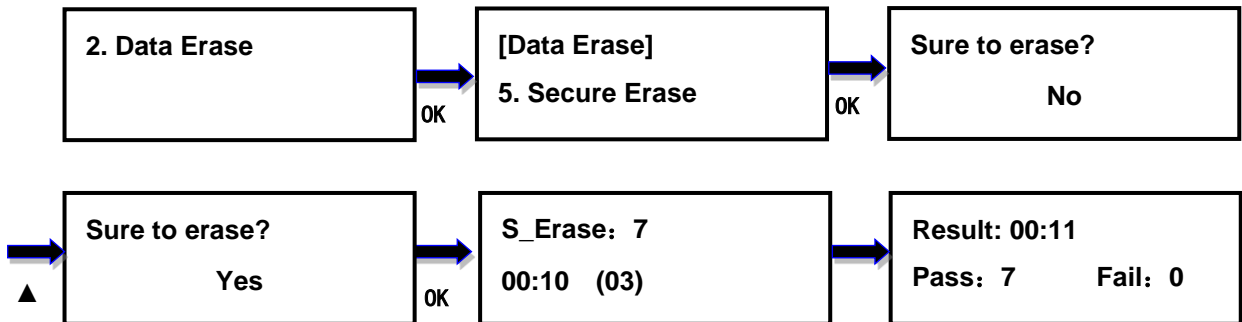 2. Data Erase
OK
[Data Erase]
5. Secure Erase
OK
Sure to erase?
No
▲
Sure to erase?
Yes
OK
S_Erase：7
00:10 (03)
Result: 00:11
Pass：7 Fail：0